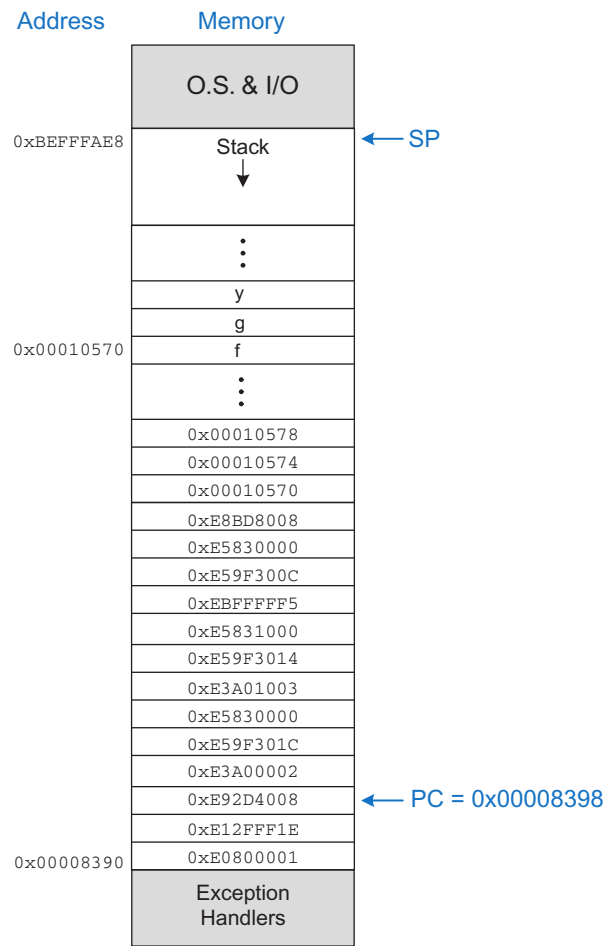 Address Memory
O.S. & I/O
0xBEFFFAE8 Stack SP
y
g
0x00010570 f
0x00010578
0x00010574
0x00010570
0xE8BD8008
0xE5830000
0xE59F300C
0xEBFFFFF5
0xE5831000
0xE59F3014
0xE3A01003
0xE5830000
0xE59F301C
0xE3A00002
0xE92D4008 PC = 0x00008398
0xE12FFF1E
0x00008390 0xE0800001
Exception
Handlers